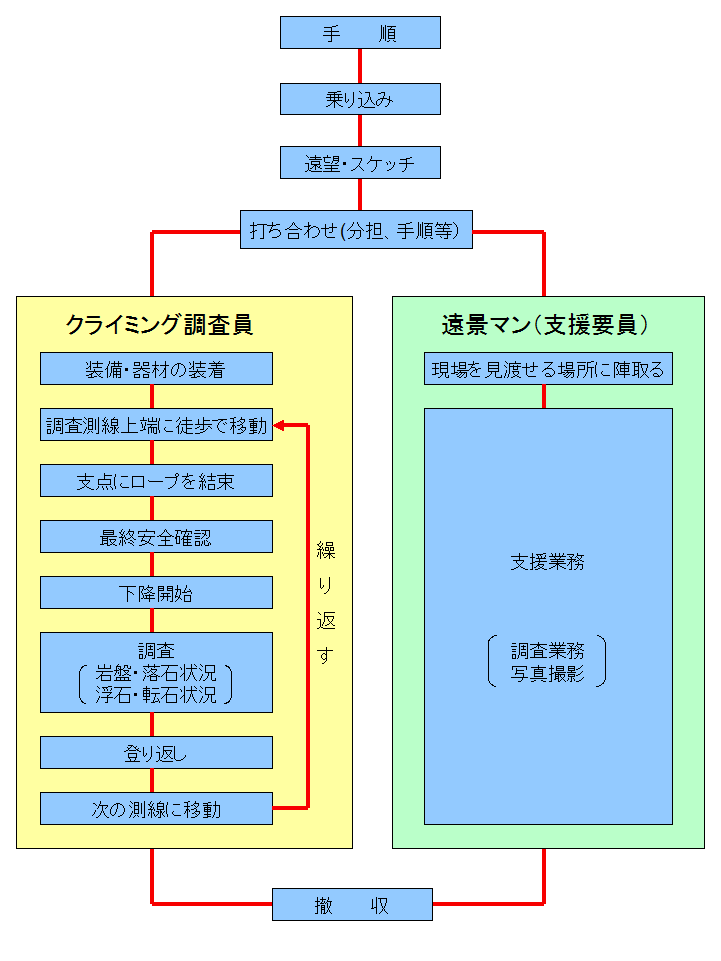 手　　順
乗り込み
遠望・スケッチ
打ち合わせ(分担、手順等)
クライミング調査員
装備・器材の装着
調査測線上端に徒歩で移動
支点にロープを結束
最終安全確認
下降開始
調査
岩盤・落石状況
浮石・転石状況
登り返し
次の測線に移動
繰り返す
遠景マン(支援要員)
現場を見渡せる場所に陣取る
支援業務
調査業務
写真撮影
撤　　収